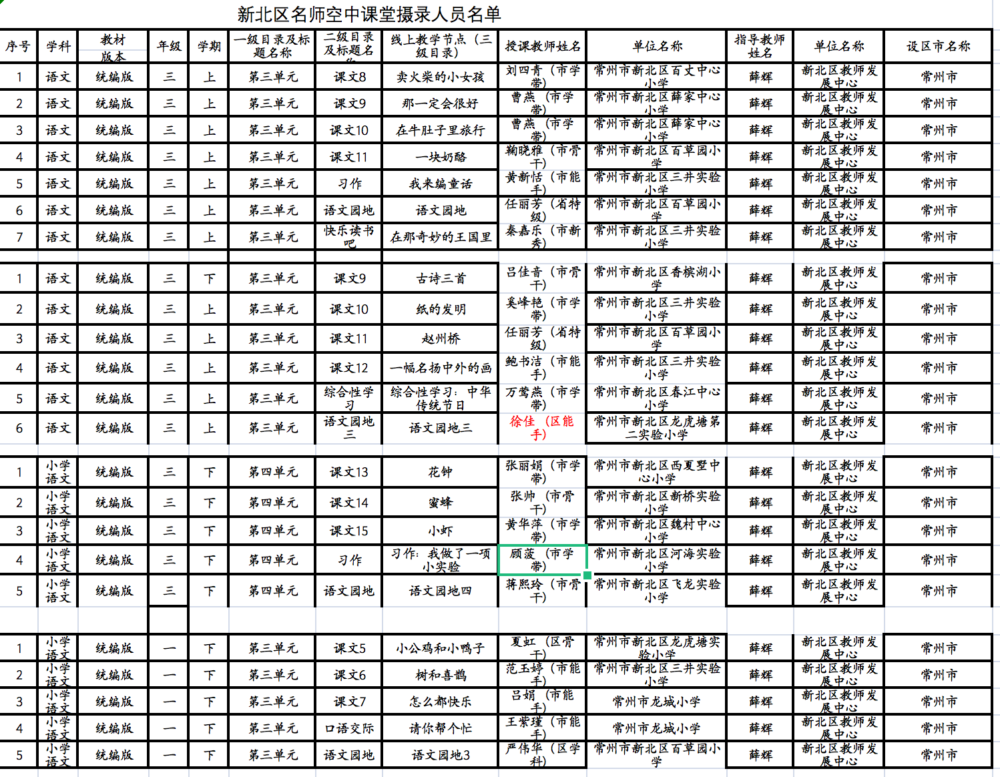 新北区名师空中课堂摄录人员名单
序号 学科 教材版本 年级 学期 一级目录及标题名称 二级目录及标题名称 线上教学节点（三级目录） 授课教师姓名 单位名称 指导教师姓名 单位名称 设区市名称
1 语文 统编版 三 上 第三单元 课文8 卖火柴的小女孩 刘四青（市学带） 常州市新北区百丈中心小学 薛辉 新北区教师发展中心 常州市
2 语文 统编版 三 上 第三单元 课文9 那一定会很好 曹燕（市学带） 常州市新北区薛家中心小学 薛辉 新北区教师发展中心 常州市
3 语文 统编版 三 上 第三单元 课文10 在牛肚子里旅行 曹燕（市学带） 常州市新北区薛家中心小学 薛辉 新北区教师发展中心 常州市
4 语文 统编版 三 上 第三单元 课文11 一块奶酪 鞠晓雅（市骨干） 常州市新北区百草园小学 薛辉 新北区教师发展中心 常州市
5 语文 统编版 三 上 第三单元 习作 我来编童话 黄新恬（市能手） 常州市新北区三井实验小学 薛辉 新北区教师发展中心 常州市
6 语文 统编版 三 上 第三单元 语文园地 语文园地 任丽芳（省特级） 常州市新北区百草园小学 薛辉 新北区教师发展中心 常州市
7 语文 统编版 三 上 第三单元 快乐读书吧 在那奇妙的王国里 秦嘉乐（市新秀） 常州市新北区三井实验小学 薛辉 新北区教师发展中心 常州市
1 语文 统编版 三 下 第三单元 课文9 古诗三首 吕佳音（市骨干） 常州市新北区香槟湖小学 薛辉 新北区教师发展中心 常州市
2 语文 统编版 三 上 第三单元 课文10 纸的发明 奚峰艳（市学带） 常州市新北区三井实验小学 薛辉 新北区教师发展中心 常州市
3 语文 统编版 三 上 第三单元 课文11 赵州桥 任丽芳（省特级） 常州市新北区百草园小学 薛辉 新北区教师发展中心 常州市
4 语文 统编版 三 上 第三单元 课文12 一幅名扬中外的画 鲍书洁（市能手） 常州市新北区三井实验小学 薛辉 新北区教师发展中心 常州市
5 语文 统编版 三 上 第三单元 综合性学习 综合性学习：中华传统节日 万莺燕（市学带） 常州市新北区春江中心小学 薛辉 新北区教师发展中心 常州市
6 语文 统编版 三 上 第三单元 语文园地三 语文园地三 徐佳（区能手） 常州市新北区龙虎塘第二实验小学 薛辉 新北区教师发展中心 常州市
1 小学语文 统编版 三 下 第四单元 课文13 花钟 张丽娟（市学带） 常州市新北区西夏墅中心小学 薛辉 新北区教师发展中心 常州市
2 小学语文 统编版 三 下 第四单元 课文14 蜜蜂 张帅（市骨干） 常州市新北区新桥实验小学 薛辉 新北区教师发展中心 常州市
3 小学语文 统编版 三 下 第四单元 课文15 小虾 黄华萍（市学带） 常州市新北区魏村中心小学 薛辉 新北区教师发展中心 常州市
4 小学语文 统编版 三 下 第四单元 习作 习作：我做了一项小实验 顾菠（市学带） 常州市新北区河海实验小学 薛辉 新北区教师发展中心 常州市
5 小学语文 统编版 三 下 第四单元 语文园地 语文园地四 蒋熙玲（市骨干） 常州市新北区飞龙实验小学 薛辉 新北区教师发展中心 常州市
1 小学语文 统编版 一 下 第三单元 课文5 小公鸡和小鸭子 夏虹（区骨干） 常州市新北区龙虎塘实验小学 薛辉 新北区教师发展中心 常州市
2 小学语文 统编版 一 下 第三单元 课文6 树和喜鹊 范玉婷（市能手） 常州市新北区三井实验小学 薛辉 新北区教师发展中心 常州市
3 小学语文 统编版 一 下 第三单元 课文7 怎么都快乐 吕娟（市能手） 常州市龙城小学 薛辉 新北区教师发展中心 常州市
4 小学语文 统编版 一 下 第三单元 口语交际 请你帮个忙 王紫瑾（市能手） 常州市龙城小学 薛辉 新北区教师发展中心 常州市
5 小学语文 统编版 一 下 第三单元 语文园地 语文园地3 严伟华（区学科） 常州市新北区百草园小学 薛辉 新北区教师发展中心 常州市